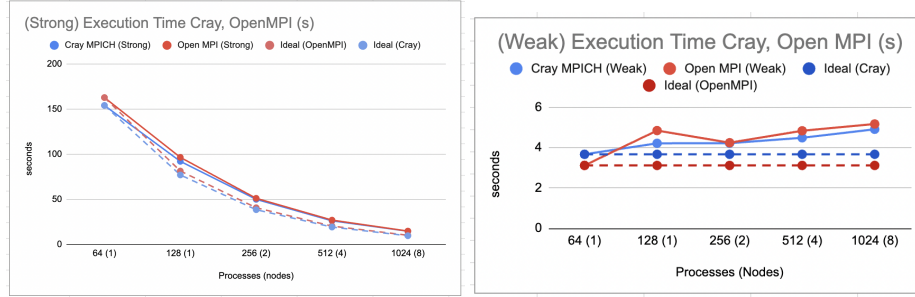 (Strong) Execution Time Cray, OpenMPI (s)
Cray MPICH (Strong) Open MPI (Strong) Ideal (OpenMPI) Ideal (Cray)
200
150
100
50
0
seconds
64 (1) 128 (1) 256 (2) 512 (4) 1024 (8)
Processes (nodes)
(Weak) Execution Time Cray, Open MPI (s)
Cray MPICH (Weak) Open MPI (Weak) Ideal (Cray)
Ideal (OpenMPI)
6
4
2
0
seconds
64 (1) 128 (1) 256 (2) 512 (4) 1024 (8)
Processes (Nodes)